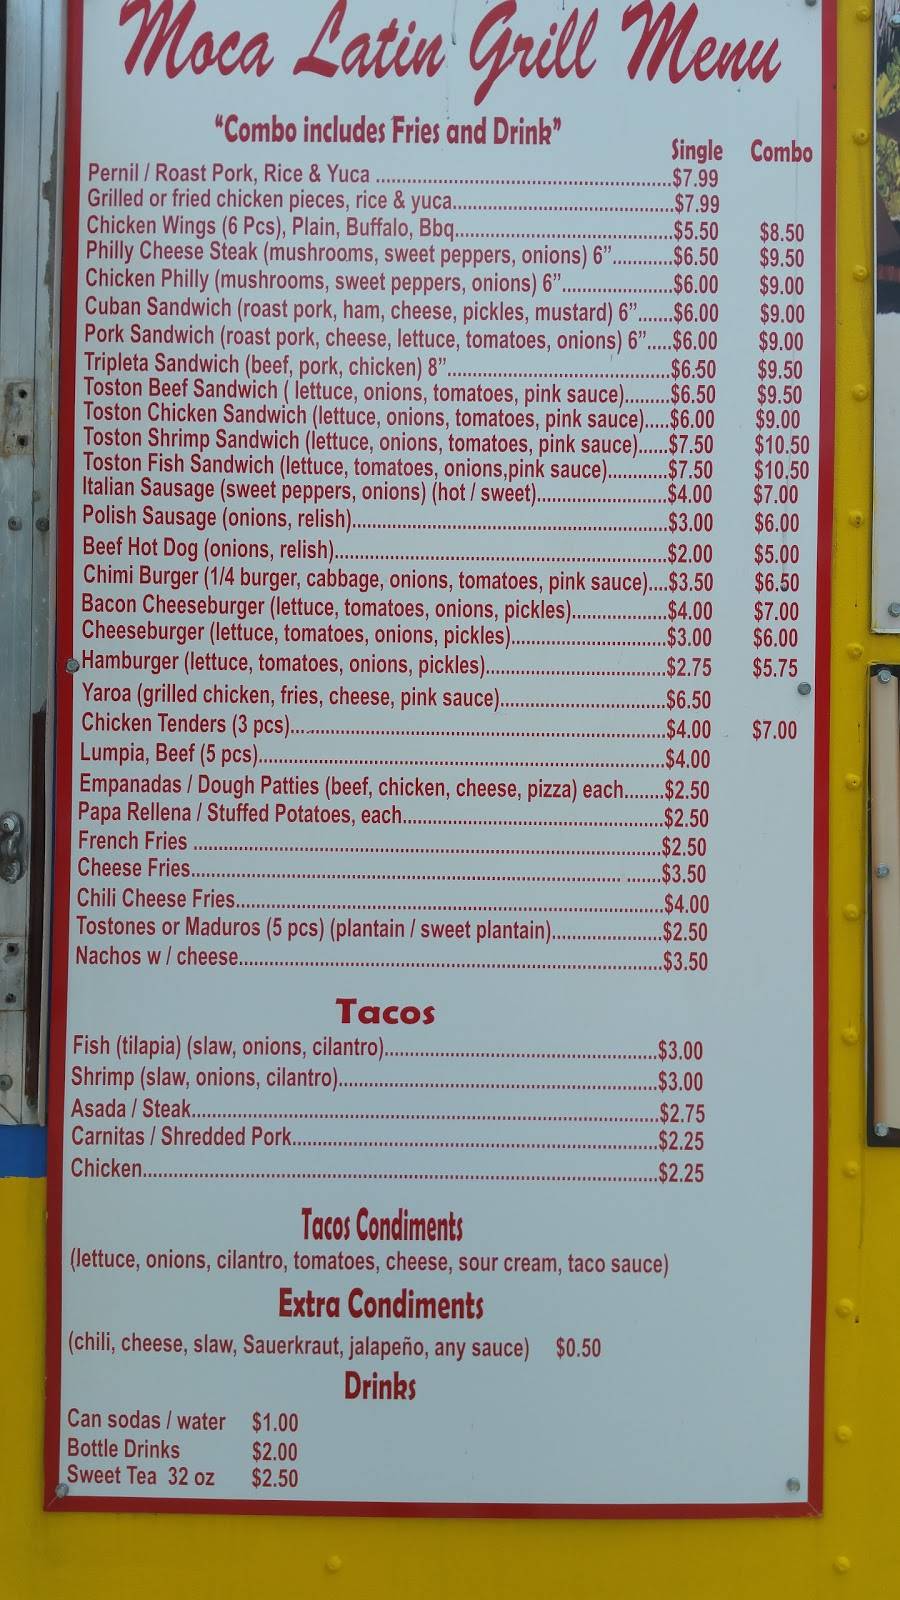 Moca Latin Grill Menu
"Combo includes Fries and Drink"
Single Combo
Pernil / Roast Pork, Rice & Yuca ..........$7.99
Grilled or fried chicken pieces, rice & yuca..........$7.99
Chicken Wings (6 Pcs), Plain, Buffalo, Bbq..........$5.50 $8.50
Philly Cheese Steak (mushrooms, sweet peppers, onions) 6"..........$6.50 $9.50
Chicken Philly (mushrooms, sweet peppers, onions) 6"..........$6.00 $9.00
Cuban Sandwich (roast pork, ham, cheese, pickles, mustard) 6".......$6.00 $9.00
Pork Sandwich (roast pork, cheese, lettuce, tomatoes, onions) 6".....$6.00 $9.00
Tripleta Sandwich (beef, pork, chicken) 8"..........$6.50 $9.50
Toston Beef Sandwich ( lettuce, onions, tomatoes, pink sauce).........$6.50 $9.50
Toston Chicken Sandwich (lettuce, onions, tomatoes, pink sauce).....$6.00 $9.00
Toston Shrimp Sandwich (lettuce, onions, tomatoes, pink sauce)......$7.50 $10.50
Toston Fish Sandwich (lettuce, tomatoes, onions,pink sauce)..........$7.50 $10.50
Italian Sausage (sweet peppers, onions) (hot / sweet)..........$4.00 $7.00
Polish Sausage (onions, relish)..........$3.00 $6.00
Beef Hot Dog (onions, relish)..........$2.00 $5.00
Chimi Burger (1/4 burger, cabbage, onions, tomatoes, pink sauce)....$3.50 $6.50
Bacon Cheeseburger (lettuce, tomatoes, onions, pickles)..........$4.00 $7.00
Cheeseburger (lettuce, tomatoes, onions, pickles)..........$3.00 $6.00
Hamburger (lettuce, tomatoes, onions, pickles)..........$2.75 $5.75
Yaroa (grilled chicken, fries, cheese, pink sauce)..........$6.50
Chicken Tenders (3 pcs)..........$4.00 $7.00
Lumpia, Beef (5 pcs)..........$4.00
Empanadas / Dough Patties (beef, chicken, cheese, pizza) each........$2.50
Papa Rellena / Stuffed Potatoes, each..........$2.50
French Fries ..........$2.50
Cheese Fries..........$3.50
Chili Cheese Fries..........$4.00
Tostones or Maduros (5 pcs) (plantain / sweet plantain)..........$2.50
Nachos w / cheese..........$3.50
Tacos
Fish (tilapia) (slaw, onions, cilantro)..........$3.00
Shrimp (slaw, onions, cilantro)..........$3.00
Asada / Steak..........$2.75
Carnitas / Shredded Pork..........$2.25
Chicken..........$2.25
Tacos Condiments
(lettuce, onions, cilantro, tomatoes, cheese, sour cream, taco sauce)
Extra Condiments
(chili, cheese, slaw, Sauerkraut, jalapeño, any sauce) $0.50
Drinks
Can sodas / water $1.00
Bottle Drinks $2.00
Sweet Tea 32 oz $2.50